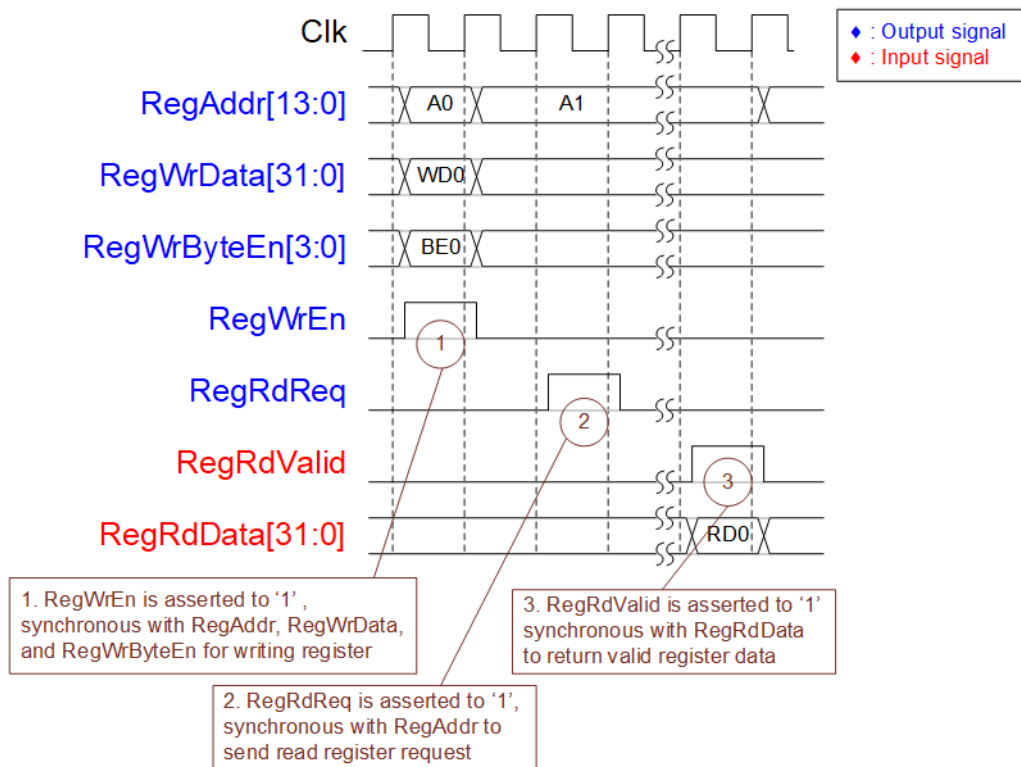 Clk
♦ : Output signal
♦ : Input signal
RegAddr[13:0]
A0
A1
RegWrData[31:0]
WD0
RegWrByteEn[3:0]
BE0
RegWrEn
1
RegRdReq
2
RegRdValid
3
RegRdData[31:0]
RD0
1. RegWrEn is asserted to ‘1’ ,
synchronous with RegAddr, RegWrData,
and RegWrByteEn for writing register
3. RegRdValid is asserted to ‘1’
synchronous with RegRdData
to return valid register data
2. RegRdReq is asserted to ‘1’,
synchronous with RegAddr to
send read register request